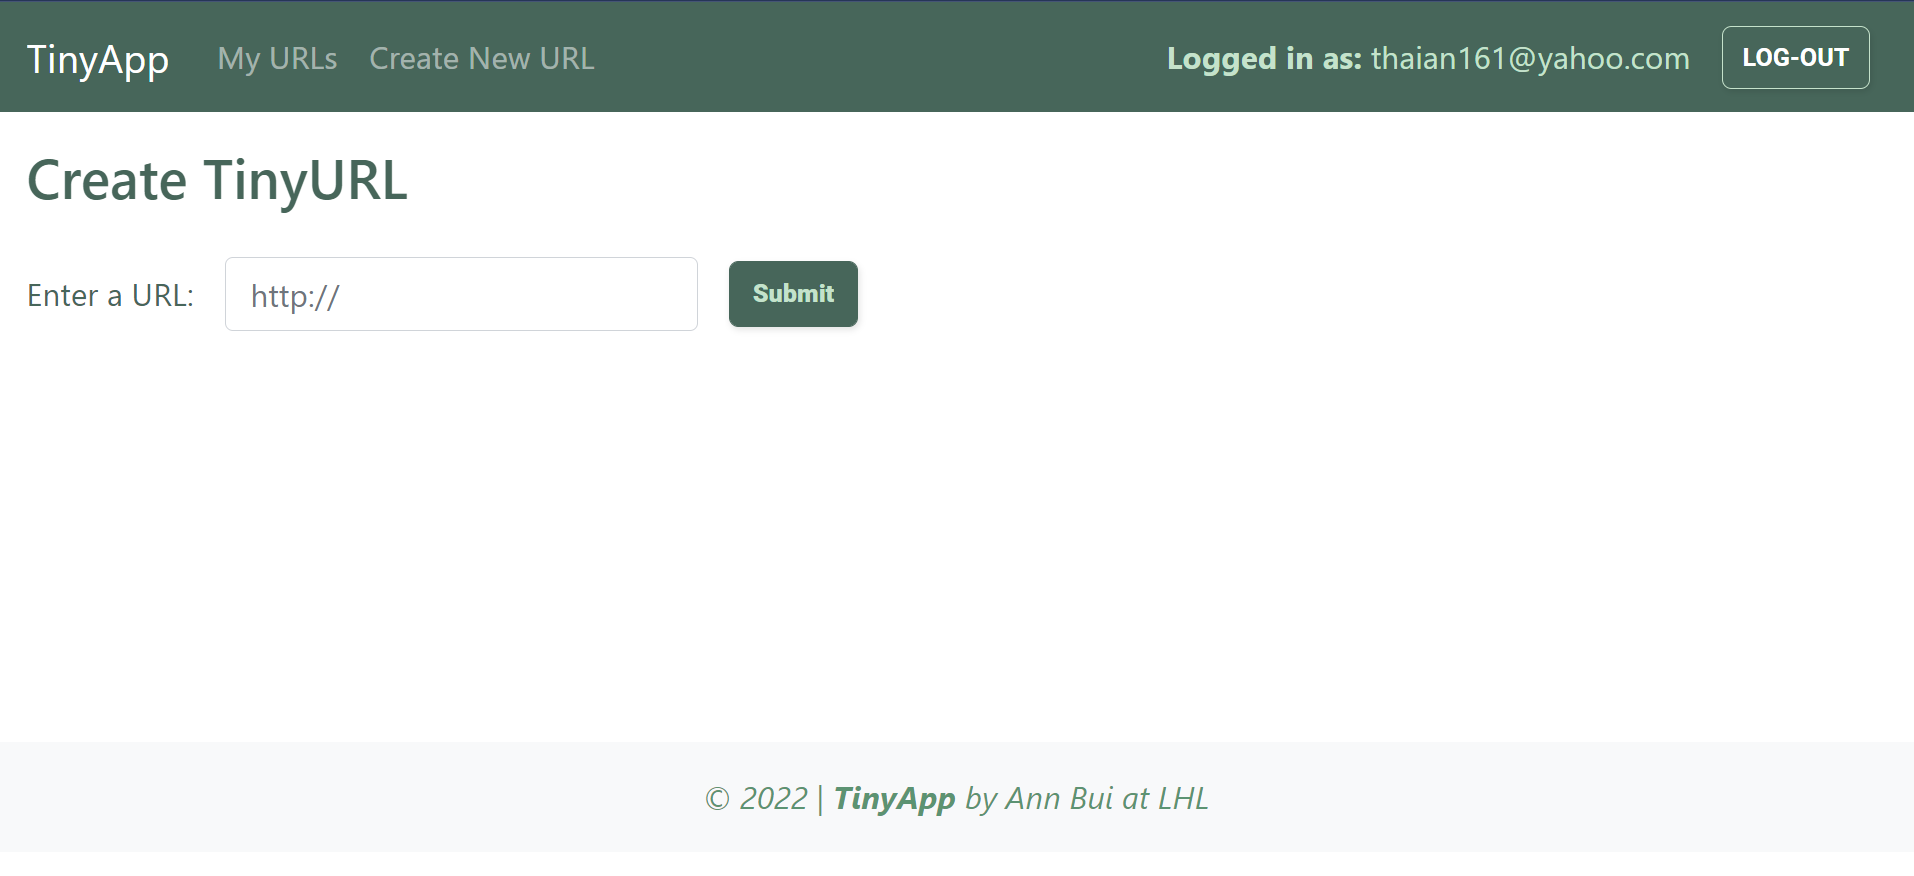 TinyApp My URLs Create New URL Logged in as: thaian161@yahoo.com LOG-OUT
Create TinyURL
Enter a URL: http:// Submit
© 2022 | TinyApp by Ann Bui at LHL